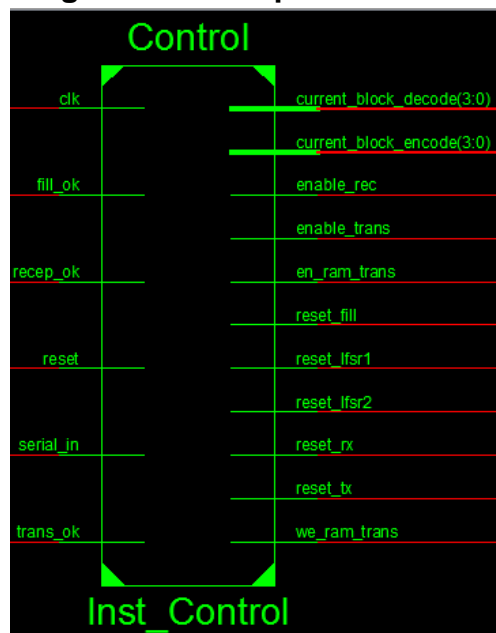 Control
clk
current_block_decode(3:0)
current_block_encode(3:0)
fill_ok
enable_rec
enable_trans
recep_ok
en_ram_trans
reset_fill
reset
reset_lfsr1
reset_lfsr2
serial_in
reset_rx
reset_tx
trans_ok
we_ram_trans
Inst_Control